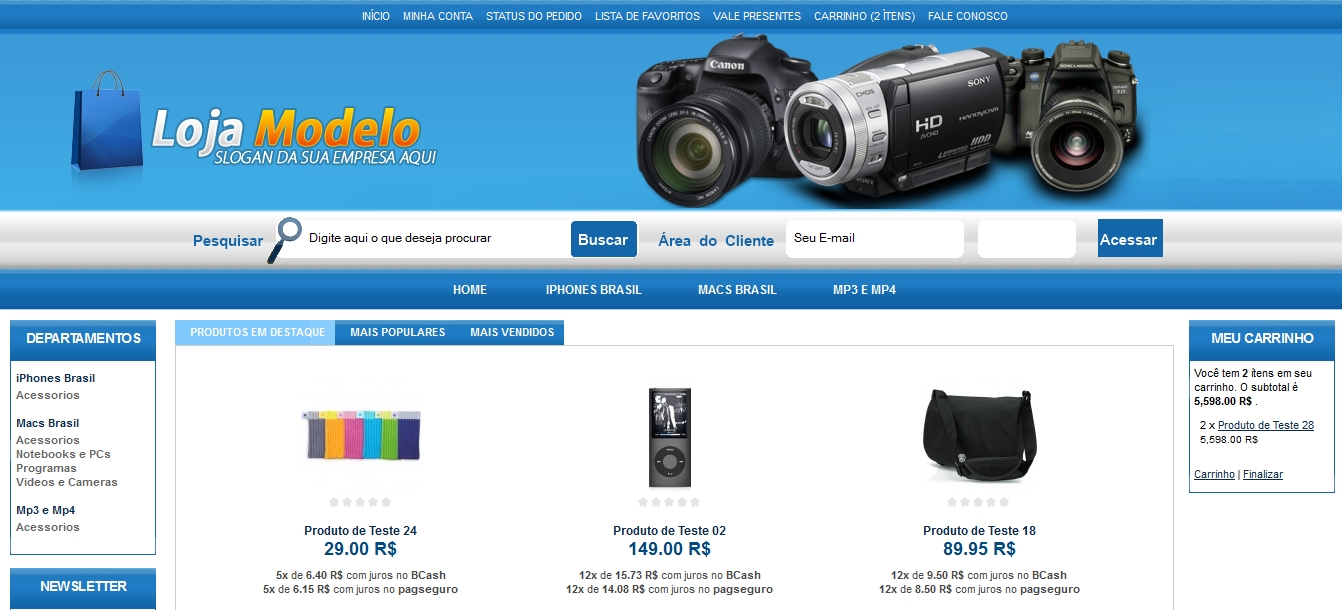 INÍCIO MINHA CONTA STATUS DO PEDIDO LISTA DE FAVORITOS VALE PRESENTES CARRINHO (2 ÍTENS) FALE CONOSCO
Loja Modelo
SLOGAN DA SUA EMPRESA AQUI
Canon
SONY
HD
AVCHD
HANDYCAM
HDD
CMOS
SONY
KONICA MINOLTA
Pesquisar Digite aqui o que deseja procurar Buscar Área do Cliente Seu E-mail Acessar
HOME IPHONES BRASIL MACS BRASIL MP3 E MP4
DEPARTAMENTOS
iPhones Brasil
Acessorios
Macs Brasil
Acessorios
Notebooks e PCs
Programas
Videos e Cameras
Mp3 e Mp4
Acessorios
NEWSLETTER
PRODUTOS EM DESTAQUE MAIS POPULARES MAIS VENDIDOS
Produto de Teste 24
29.00 R$
5x de 6.40 R$ com juros no BCash
5x de 6.15 R$ com juros no pagseguro
Produto de Teste 02
149.00 R$
12x de 15.73 R$ com juros no BCash
12x de 14.08 R$ com juros no pagseguro
Produto de Teste 18
89.95 R$
12x de 9.50 R$ com juros no BCash
12x de 8.50 R$ com juros no pagseguro
MEU CARRINHO
Você tem 2 ítens em seu
carrinho. O subtotal é
5,598.00 R$ .
2 x Produto de Teste 28
5,598.00 R$
Carrinho | Finalizar